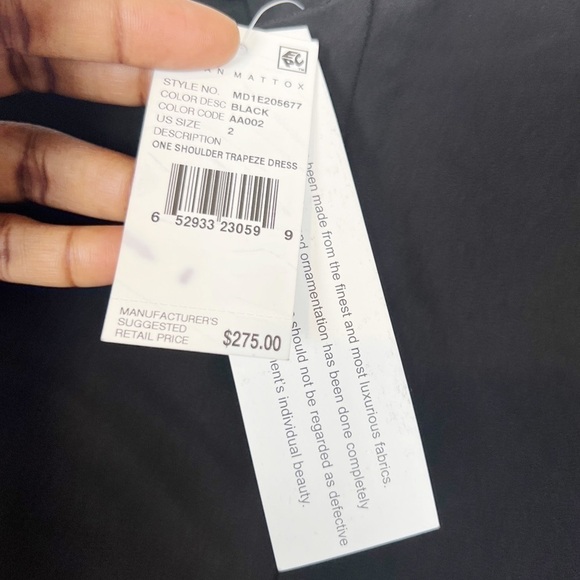 AN MATTOX
STYLE NO. MD1E205677
COLOR DESC BLACK
COLOR CODE AA002
US SIZE 2
DESCRIPTION
ONE SHOULDER TRAPEZE DRESS
6 52933 23059 9
MANUFACTURER'S
SUGGESTED
RETAIL PRICE $275.00
been made from the finest and most luxurious fabrics.
ornamentation has been done completely
should not be regarded as defective
individual beauty.